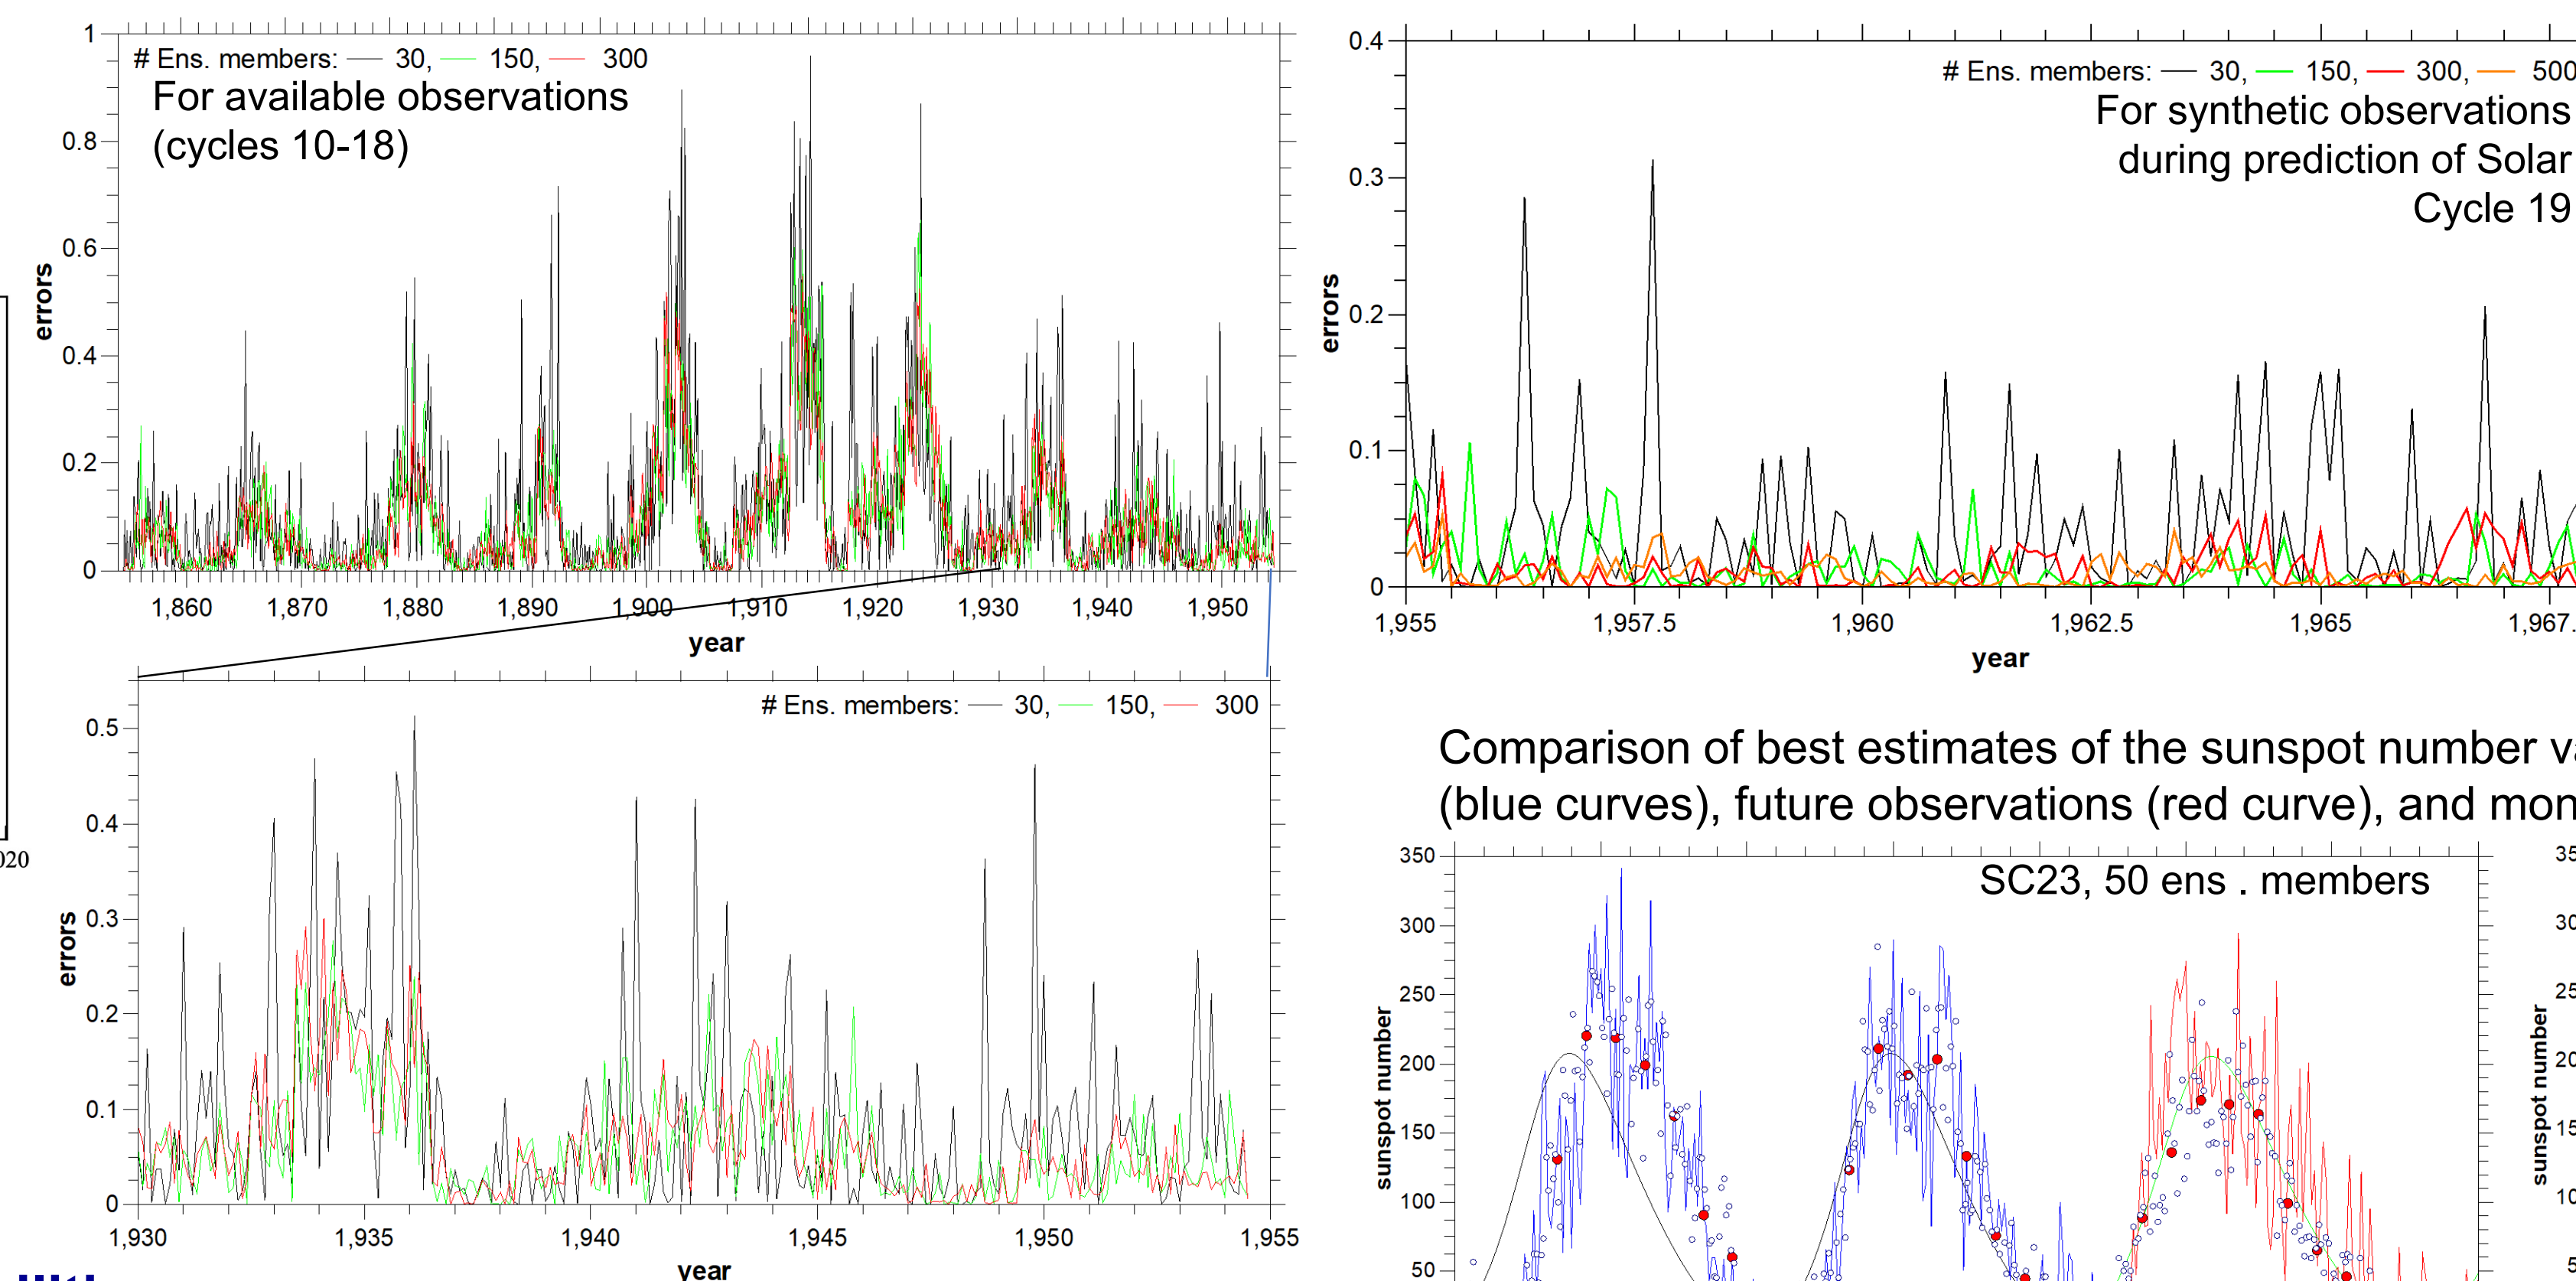 # Ens. members: 30, 150, 300
For available observations
(cycles 10-18)
1
0.8
0.6
0.4
0.2
0
errors
1,860 1,870 1,880 1,890 1,900 1,910 1,920 1,930 1,940 1,950
year
# Ens. members: 30, 150, 300
0.5
0.4
0.3
0.2
0.1
0
errors
1,930 1,935 1,940 1,945 1,950 1,955
year
020
# Ens. members: 30, 150, 300, 500
For synthetic observations
during prediction of Solar
Cycle 19
0.4
0.3
0.2
0.1
0
errors
1,955 1,957.5 1,960 1,962.5 1,965 1,967.
year
Comparison of best estimates of the sunspot number
(blue curves), future observations (red curve), and
SC23, 50 ens . members
350
300
250
200
150
100
50
sunspot number
sunspot number